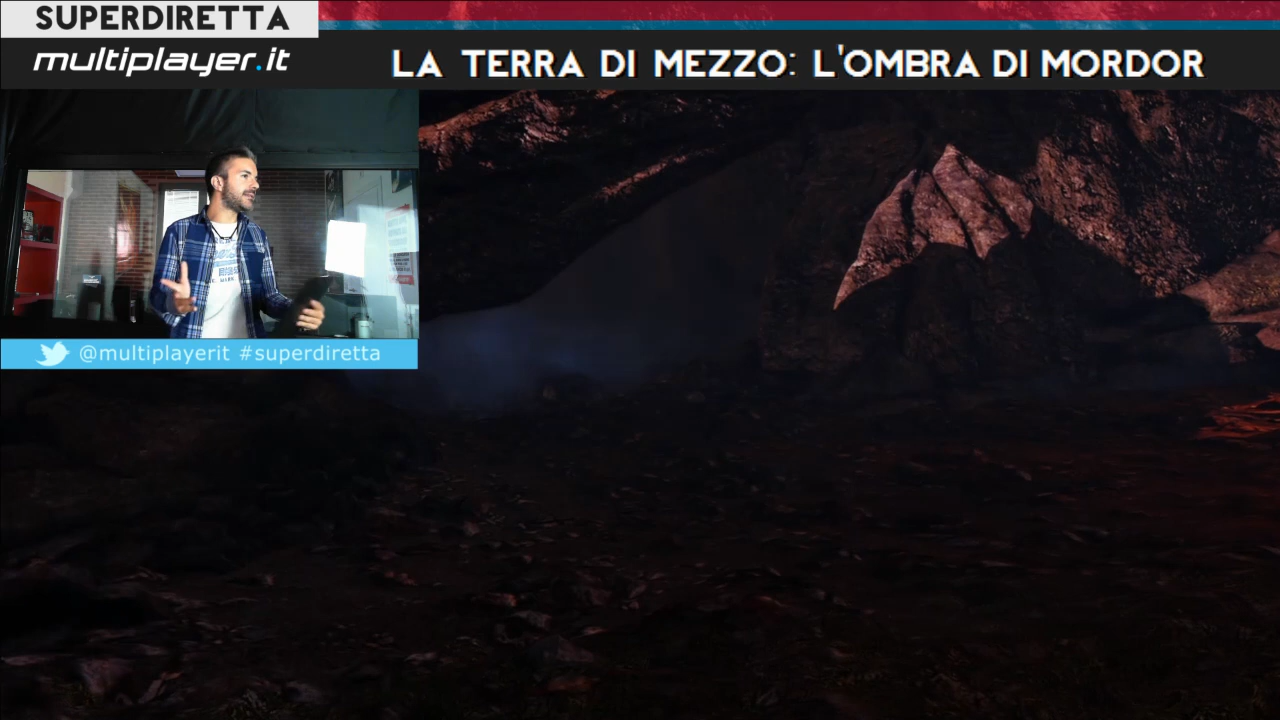 SUPERDIRETTA
multiplayer.it
LA TERRA DI MEZZO: L'OMBRA DI MORDOR
@multiplayerit #superdiretta